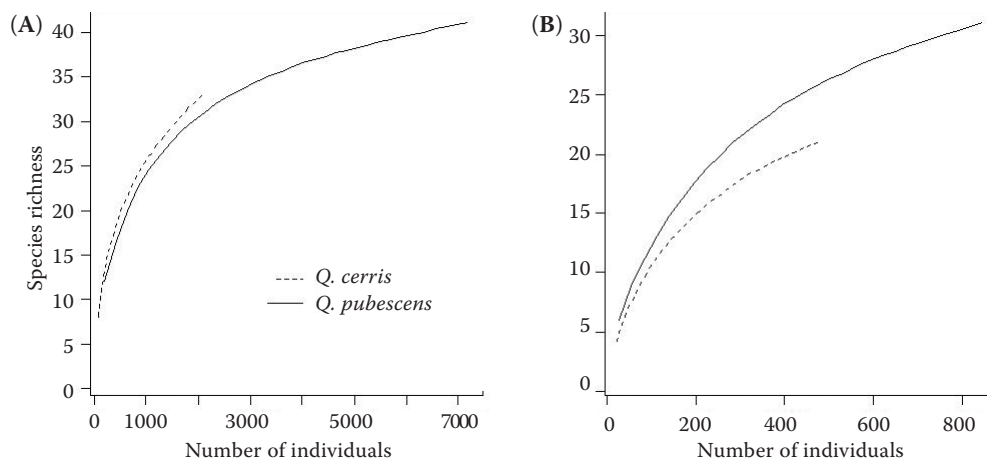 (A)
Species richness
40
35
30
25
20
15
10
5
0
0 1000 3000 5000 7000
Number of individuals
Q. cerris
Q. pubescens
(B)
30
25
20
15
10
5
0
0 200 400 600 800
Number of individuals